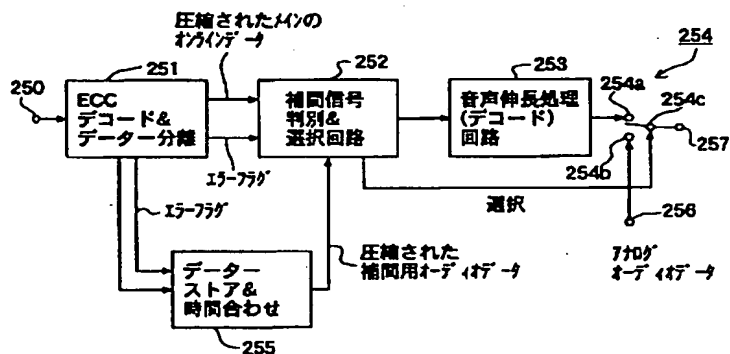 圧縮されたメインの
オンラインデータ
254
250
251
ECC
デコード&
データー分離
252
補間信号
判別&
選択回路
253
音声伸長処理
(デコード)
回路
254a
254c
257
254b
エラーフラグ
エラーフラグ
選択
256
データー
ストア&
時間合わせ
255
圧縮された
補間用オーディオデータ
アナログ
オーディオデータ